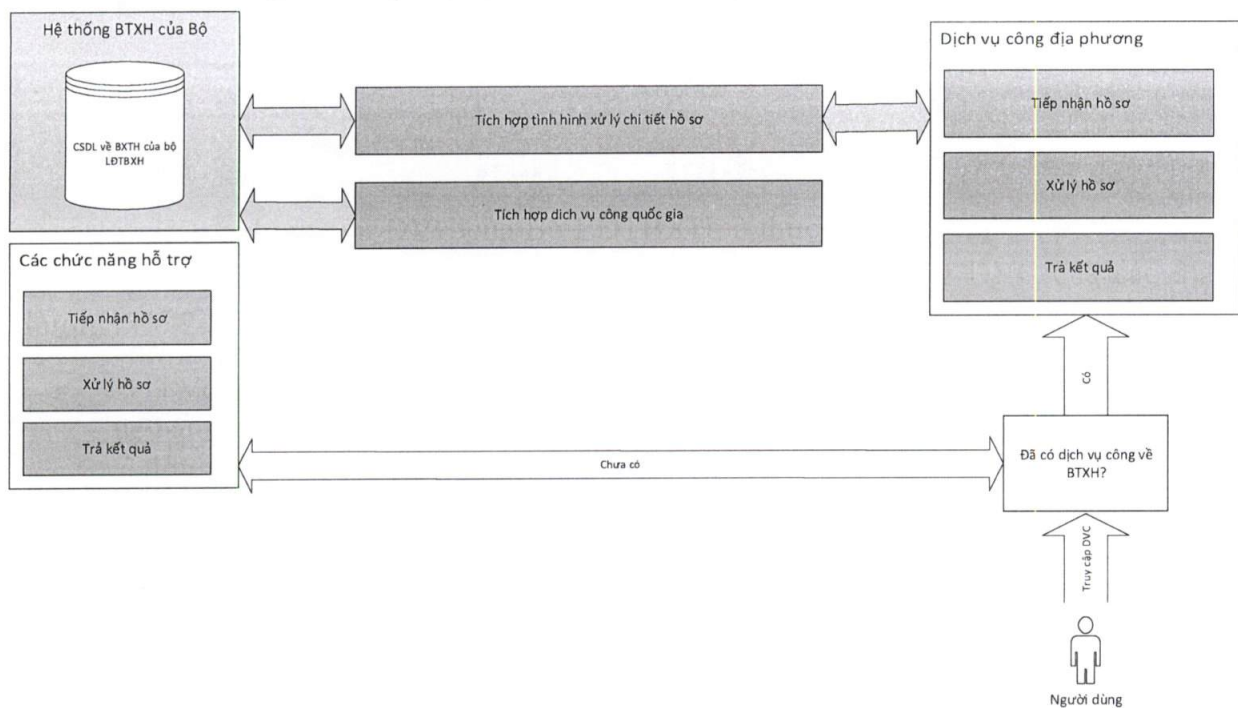 Hệ thống BTXH của Bộ
CSDL về BXTH của bộ
LĐTBXH
Tích hợp tình hình xử lý chi tiết hồ sơ
Tích hợp dịch vụ công quốc gia
Dịch vụ công địa phương
Tiếp nhận hồ sơ
Xử lý hồ sơ
Trả kết quả
Các chức năng hỗ trợ
Tiếp nhận hồ sơ
Xử lý hồ sơ
Trả kết quả
Có
Chưa có
Đã có dịch vụ công về
BTXH?
Truy cập DVC
Người dùng